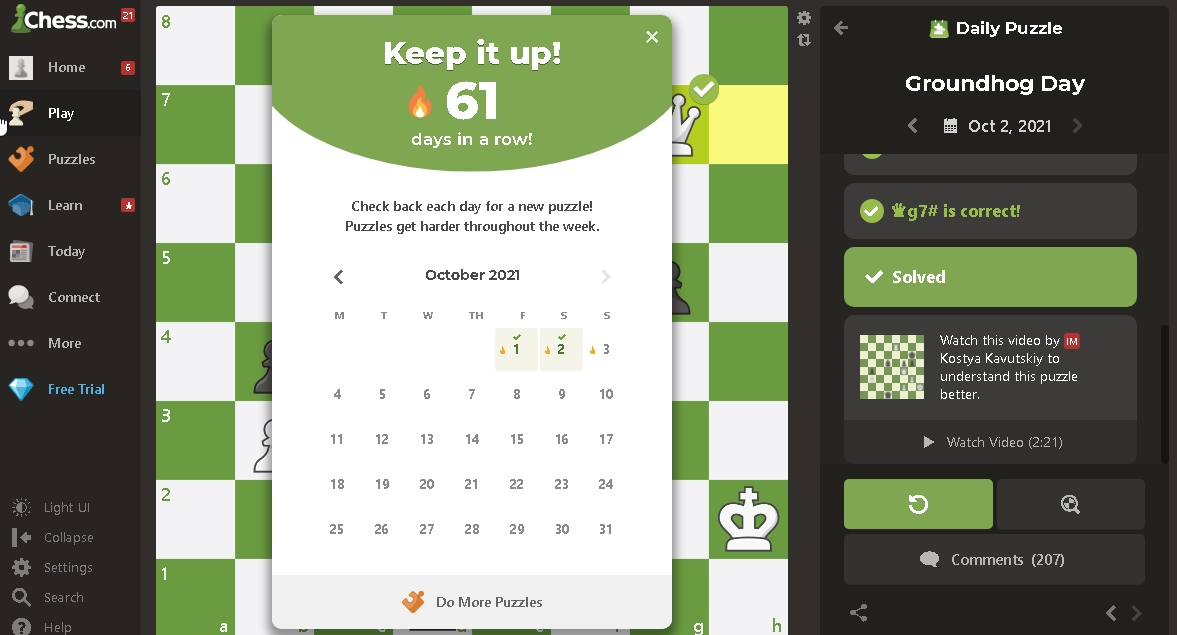 Chess.com
21
Home
6
Play
Puzzles
Learn
Today
Connect
More
Free Trial
Light UI
Collapse
Settings
Search
Help
8
7
6
5
4
3
2
1
a
g
h
Keep it up!
61
days in a row!
Check back each day for a new puzzle!
Puzzles get harder throughout the week.
October 2021
M T W TH F S S
1 2 3
4 5 6 7 8 9 10
11 12 13 14 15 16 17
18 19 20 21 22 23 24
25 26 27 28 29 30 31
Do More Puzzles
Daily Puzzle
Groundhog Day
Oct 2, 2021
♛g7# is correct!
Solved
Watch this video by IM
Kostya Kavutskiy to
understand this puzzle
better.
Watch Video (2:21)
Comments (207)